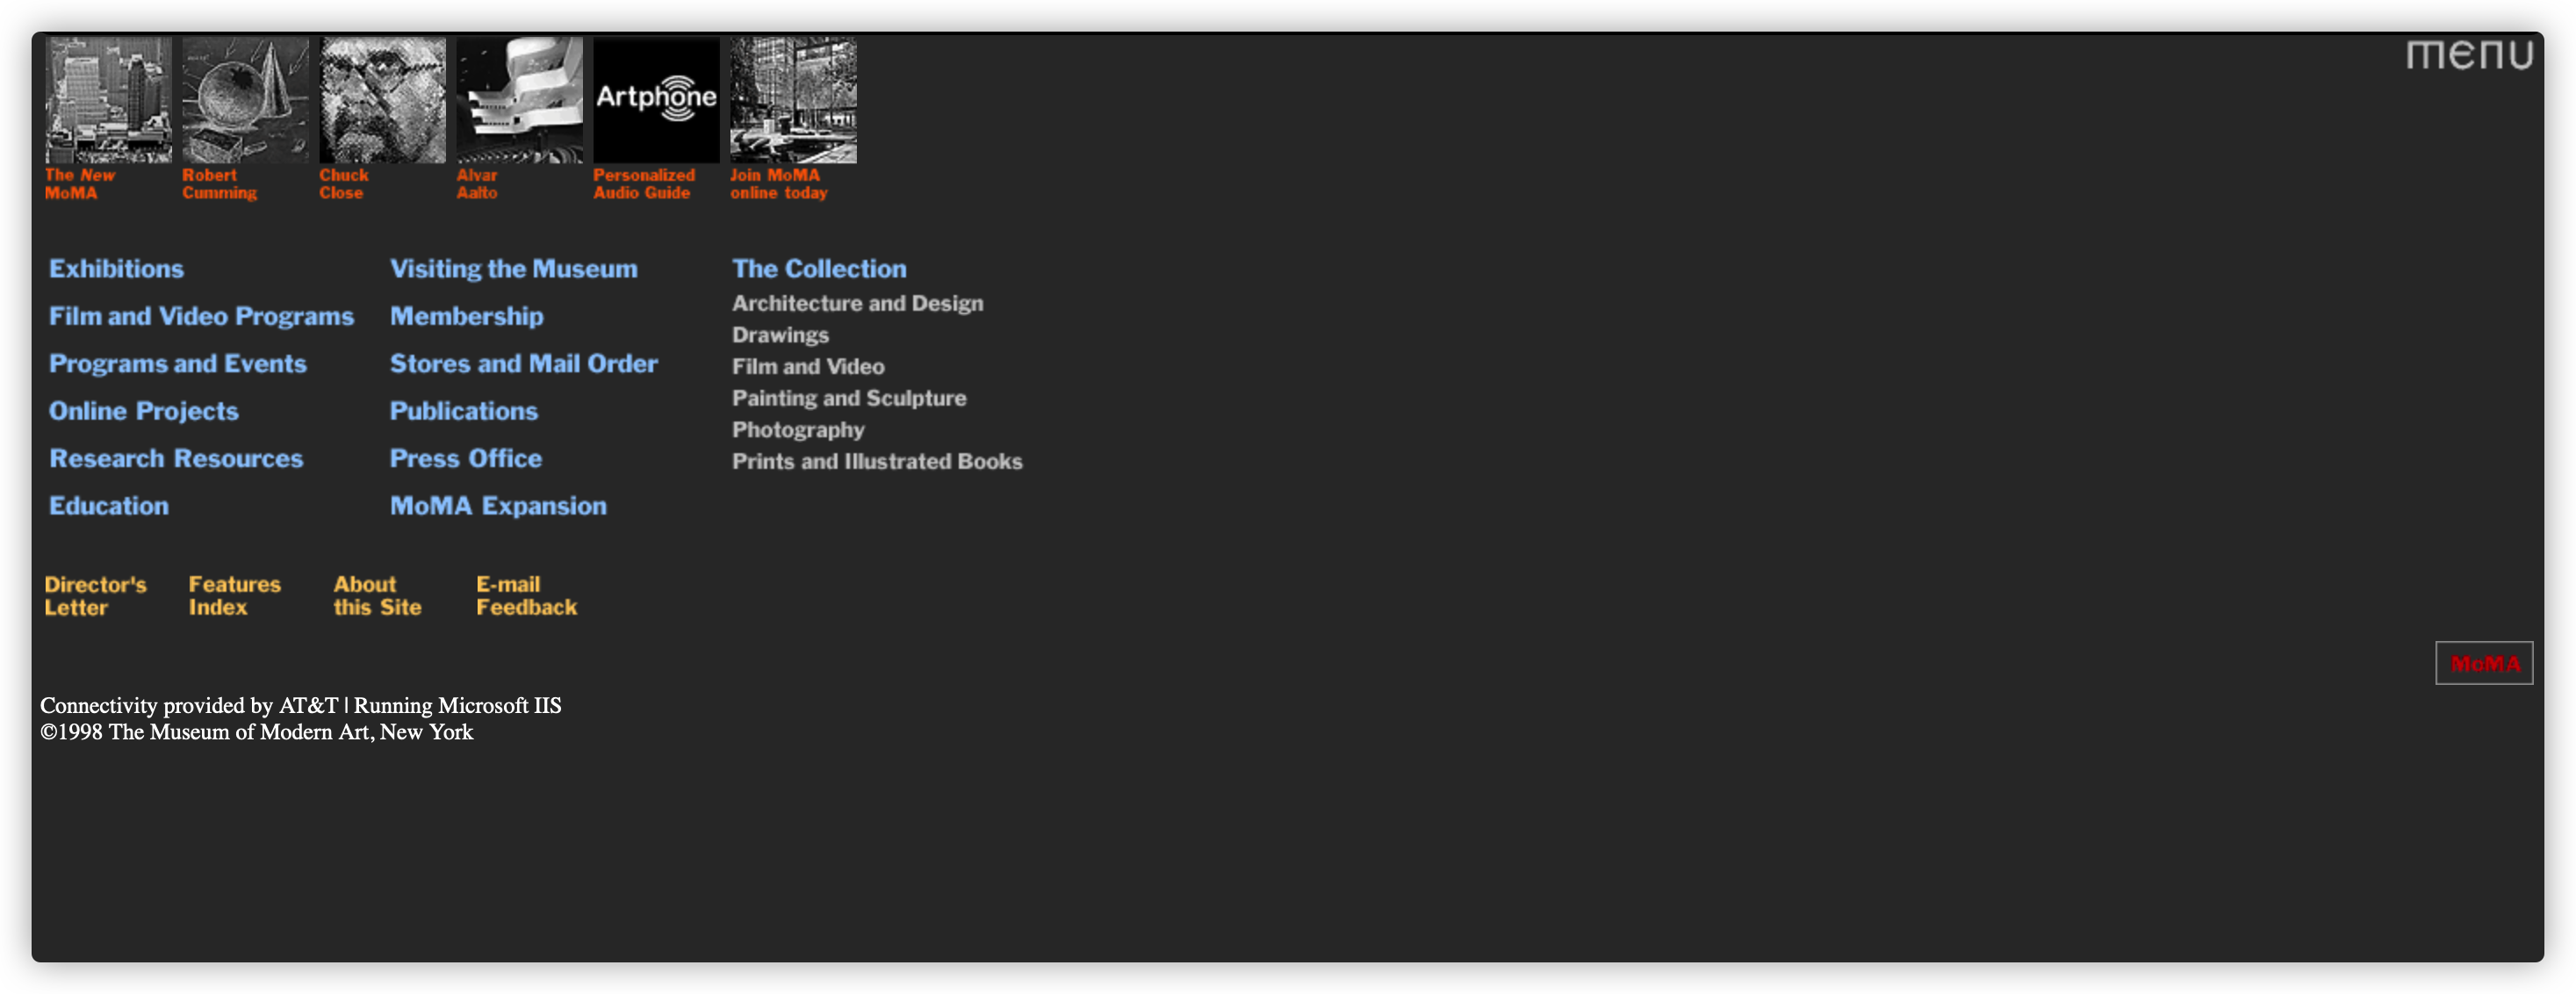 menu
Artphone
The New
MoMA
Robert
Cumming
Chuck
Close
Alvar
Aalto
Personalized
Audio Guide
Join MoMA
online today
Exhibitions
Film and Video Programs
Programs and Events
Online Projects
Research Resources
Education
Visiting the Museum
Membership
Stores and Mail Order
Publications
Press Office
MoMA Expansion
The Collection
Architecture and Design
Drawings
Film and Video
Painting and Sculpture
Photography
Prints and Illustrated Books
Director's
Letter
Features
Index
About
this Site
E-mail
Feedback
MoMA
Connectivity provided by AT&T | Running Microsoft IIS
©1998 The Museum of Modern Art, New York